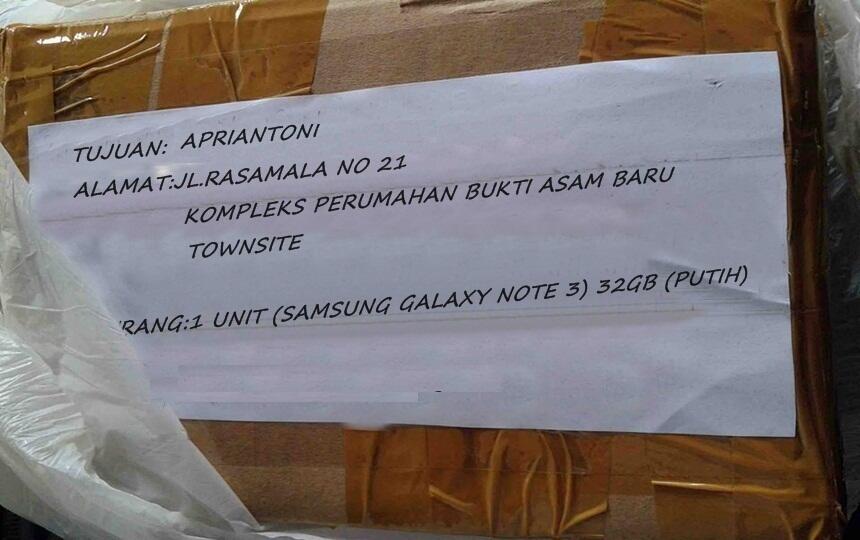 TUJUAN: APRIANTONI
ALAMAT:JL.RASAMALA NO 21
KOMPLEKS PERUMAHAN BUKTI ASAM BARU
TOWNSITE
RANG:1 UNIT (SAMSUNG GALAXY NOTE 3) 32GB (PUTIH)